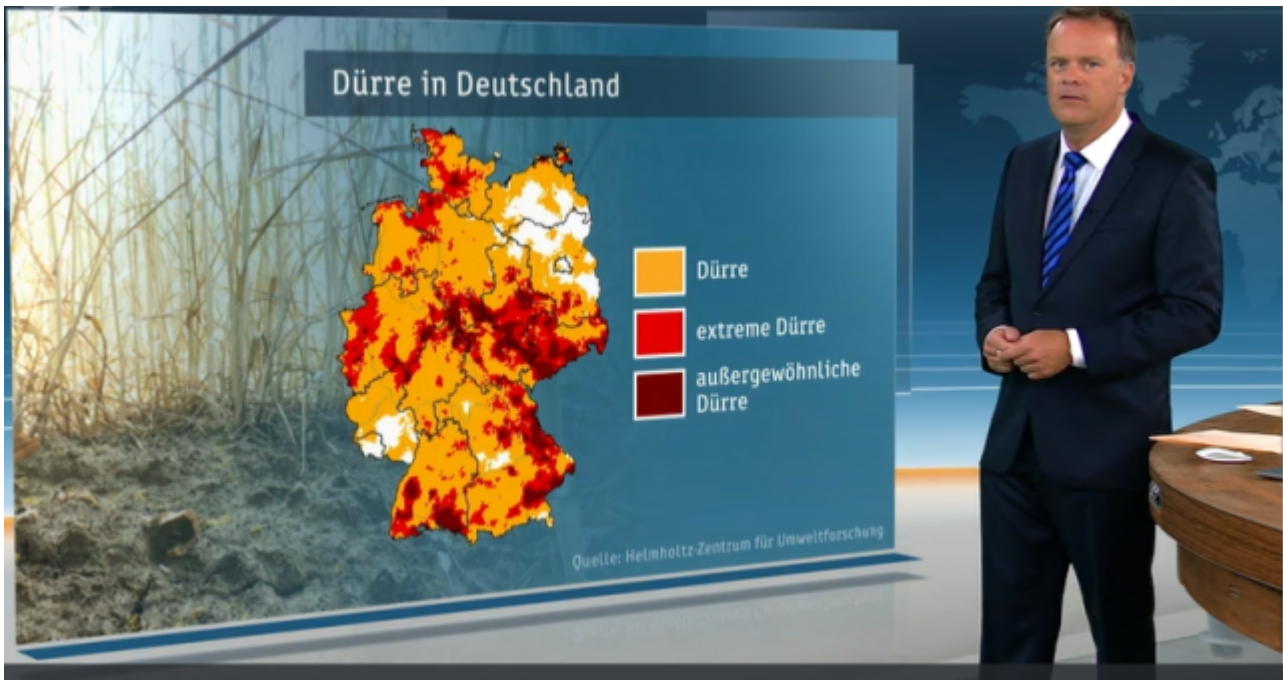 Dürre in Deutschland
Dürre
extreme Dürre
außergewöhnliche
Dürre
Quelle: Helmholtz-Zentrum für Umweltforschung